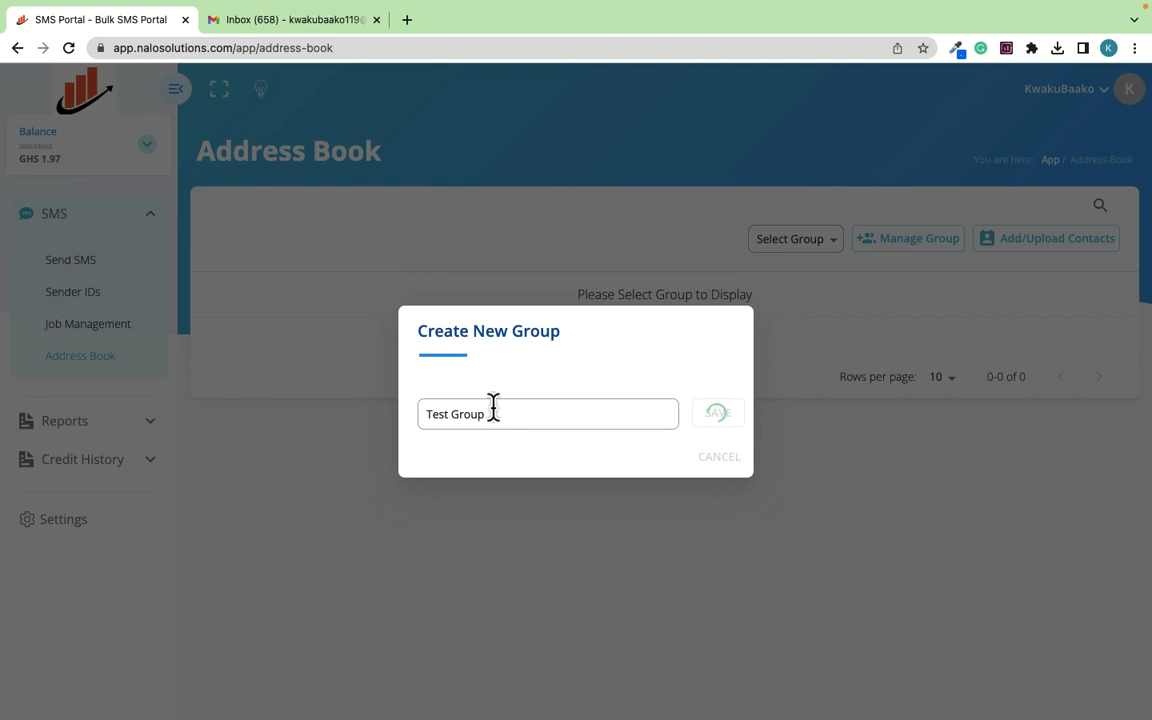 SMS Portal - Bulk SMS Portal
Inbox (658) - kwakubaako119@
app.nalosolutions.com/app/address-book
K
Balance
SMS/EMAIL
GHS 1.97
KwakuBaako
K
Address Book
You are here: App / Address-Book
SMS
Send SMS
Sender IDs
Job Management
Address Book
Reports
Credit History
Settings
Select Group
Manage Group
Add/Upload Contacts
Please Select Group to Display
Rows per page: 10 0-0 of 0
Create New Group
Test Group
SAVE
CANCEL